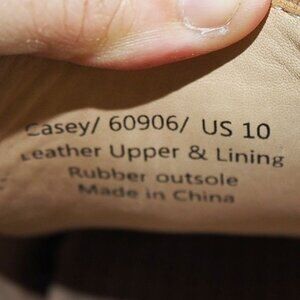 Casey/ 60906/ US 10
Leather Upper & Lining
Rubber outsole
Made in China